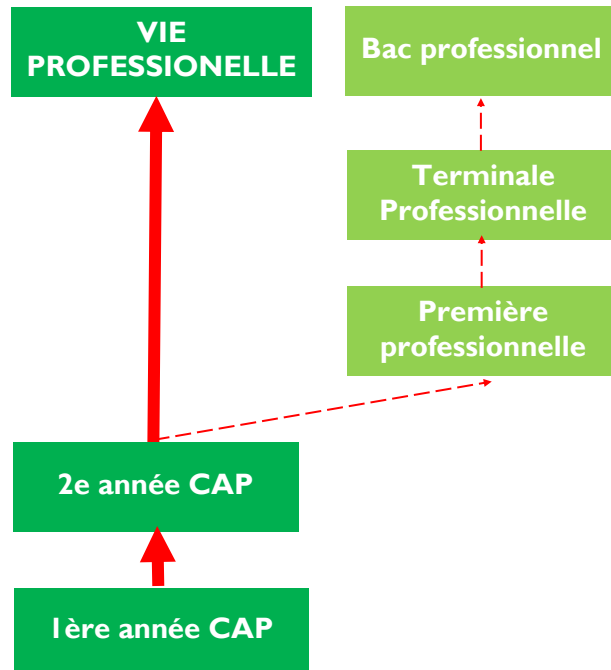 VIE
PROFESSIONELLE
Bac professionnel
Terminale
Professionnelle
Première
professionnelle
2e année CAP
1ère année CAP